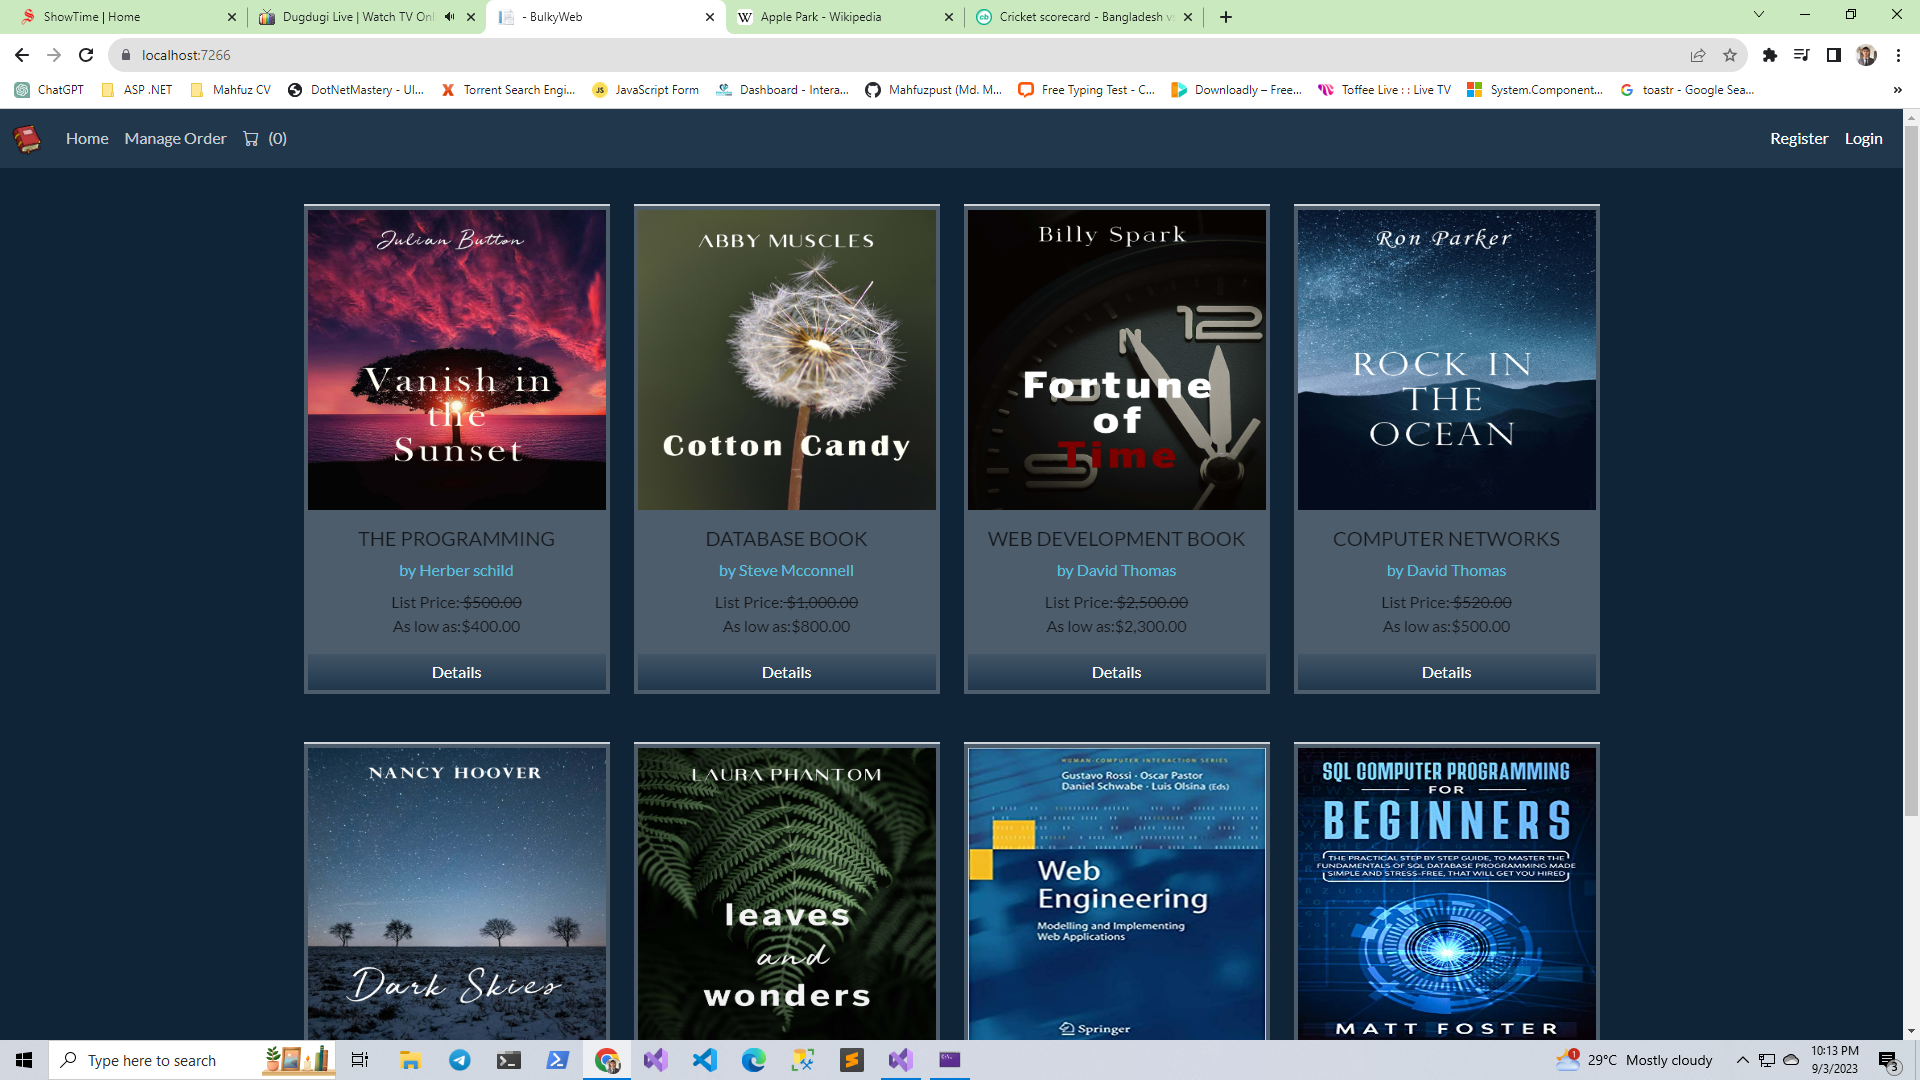 ShowTime | Home
Dugdugi Live | Watch TV Onl
- BulkyWeb
Apple Park - Wikipedia
Cricket scorecard - Bangladesh v
localhost:7266
ChatGPT
ASP .NET
Mahfuz CV
DotNetMastery - UI...
Torrent Search Engi...
JavaScript Form
Dashboard - Intera...
Mahfuzpust (Md. M...
Free Typing Test - C...
Downloadly – Free...
Toffee Live : : Live TV
System.Component...
toastr - Google Sea...
»
Home
Manage Order
(0)
Register
Login
Julian Button
Vanish in
the
Sunset
THE PROGRAMMING
by Herber schild
List Price: $500.00
As low as:$400.00
Details
ABBY MUSCLES
Cotton Candy
DATABASE BOOK
by Steve Mcconnell
List Price: $1,000.00
As low as:$800.00
Details
Billy Spark
12
Fortune
of
Time
WEB DEVELOPMENT BOOK
by David Thomas
List Price: $2,500.00
As low as:$2,300.00
Details
Ron Parker
ROCK IN
THE
OCEAN
COMPUTER NETWORKS
by David Thomas
List Price: $520.00
As low as:$500.00
Details
NANCY HOOVER
Dark Skies
LAURA PHANTOM
leaves
and
wonders
HUMAN-COMPUTER INTERACTION SERIES
Gustavo Rossi - Oscar Pastor
Daniel Schwabe - Luis Olsina (Eds)
Web
Engineering
Modelling and Implementing
Web Applications
Springer
SQL COMPUTER PROGRAMMING
FOR
BEGINNERS
THE PRACTICAL STEP BY STEP GUIDE, TO MASTER THE
FUNDAMENTALS OF SQL DATABASE PROGRAMMING MADE
SIMPLE AND STRESS-FREE, THAT WILL GET YOU HIRED
MATT FOSTER
Type here to search
1
29°C Mostly cloudy
10:13 PM
9/3/2023
3